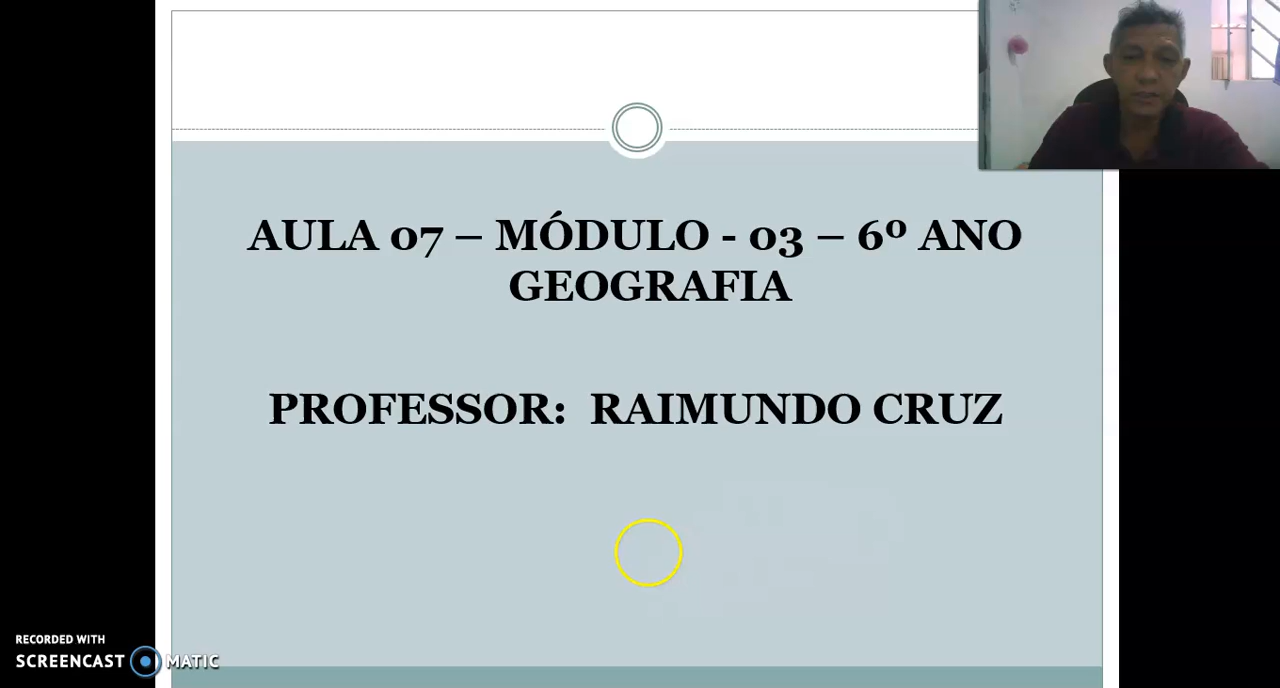 AULA 07 – MÓDULO - 03 – 6º ANO
GEOGRAFIA
PROFESSOR: RAIMUNDO CRUZ
RECORDED WITH
SCREENCAST MATIC